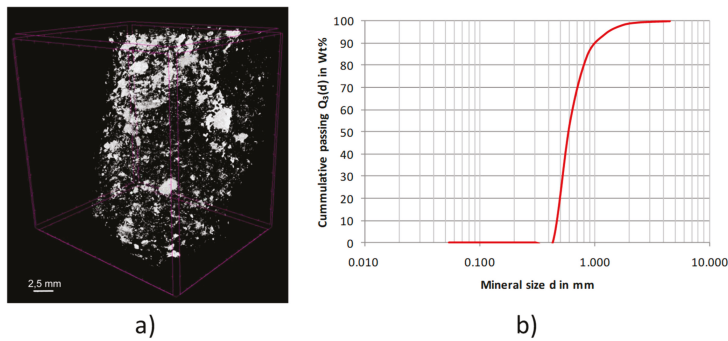 2,5 mm
a)
Cummulative passing Q3(d) in Wt%
100
90
80
70
60
50
40
30
20
10
0
0.010 0.100 1.000 10.000
Mineral size d in mm
b)